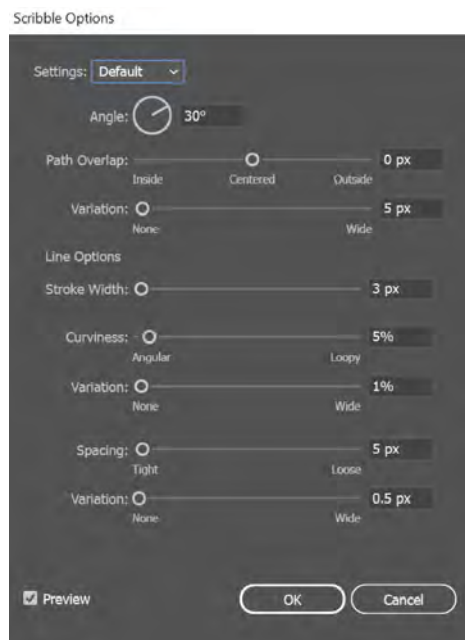 Scribble Options
Settings: Default
Angle: 30°
Path Overlap: 0 px
Inside Centered Outside
Variation: 5 px
None Wide
Line Options
Stroke Width: 3 px
Curviness: 5%
Angular Loopy
Variation: 1%
None Wide
Spacing: 5 px
Tight Loose
Variation: 0.5 px
None Wide
Preview OK Cancel